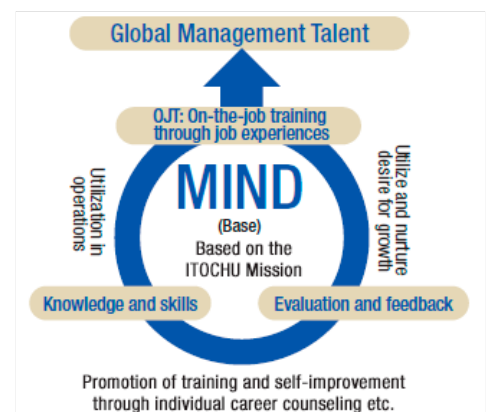 Global Management Talent
OJT: On-the-job training
through job experiences
Utilization in
operations
MIND
(Base)
Based on the
ITOCHU Mission
Utilize and nurture
desire for growth
Knowledge and skills
Evaluation and feedback
Promotion of training and self-improvement
through individual career counseling etc.